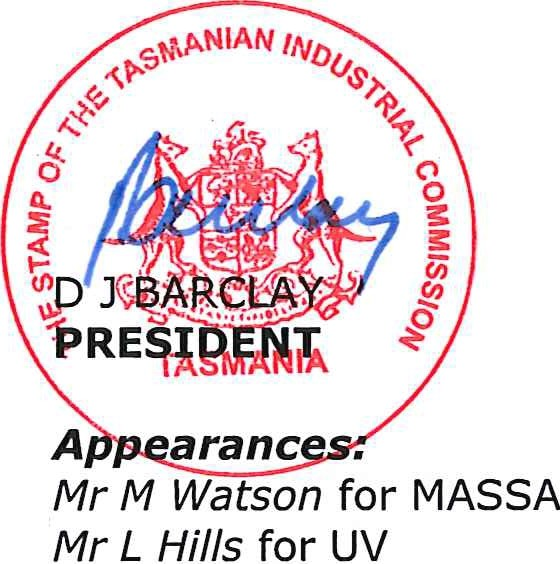 THE STAMP OF THE TASMANIAN INDUSTRIAL COMMISSION
Barclay
D J BARCLAY
PRESIDENT
TASMANIA
Appearances:
Mr M Watson for MASSA
Mr L Hills for UV